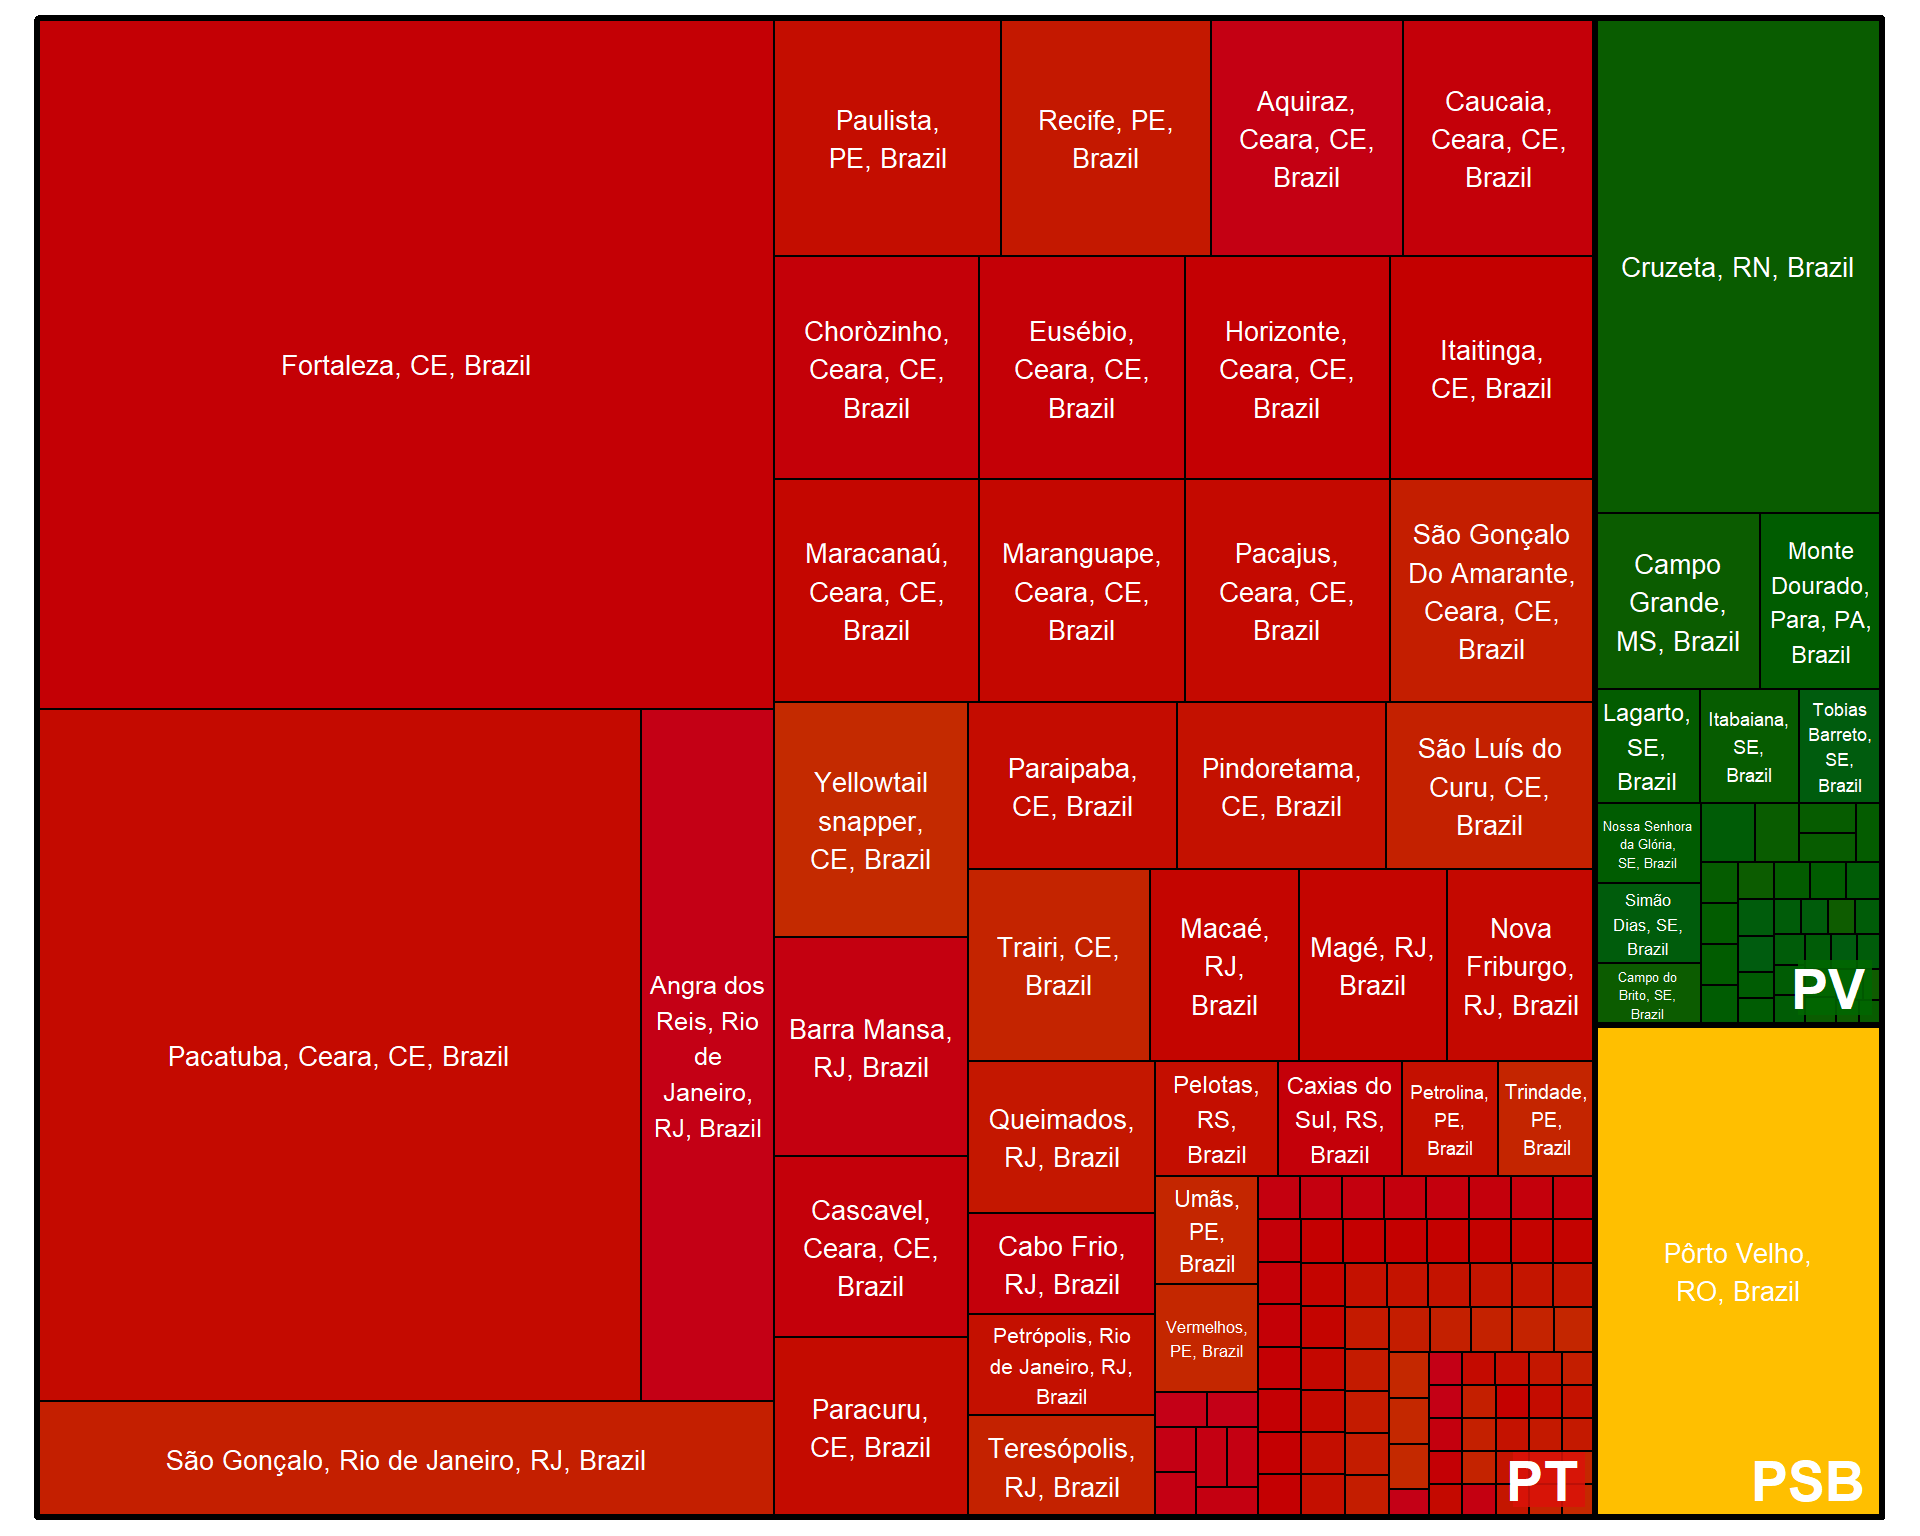 Fortaleza, CE, Brazil
Pacatuba, Ceara, CE, Brazil
Angra dos
Reis, Rio
de
Janeiro,
RJ, Brazil
São Gonçalo, Rio de Janeiro, RJ, Brazil
Paulista,
PE, Brazil
Recife, PE,
Brazil
Aquiraz,
Ceara, CE,
Brazil
Caucaia,
Ceara, CE,
Brazil
Choròzinho,
Ceara, CE,
Brazil
Eusébio,
Ceara, CE,
Brazil
Horizonte,
Ceara, CE,
Brazil
Itaitinga,
CE, Brazil
Maracanaú,
Ceara, CE,
Brazil
Maranguape,
Ceara, CE,
Brazil
Pacajus,
Ceara, CE,
Brazil
São Gonçalo
Do Amarante,
Ceara, CE,
Brazil
Yellowtail
snapper,
CE, Brazil
Paraipaba,
CE, Brazil
Pindoretama,
CE, Brazil
São Luís do
Curu, CE,
Brazil
Barra Mansa,
RJ, Brazil
Trairi, CE,
Brazil
Macaé,
RJ,
Brazil
Magé, RJ,
Brazil
Nova
Friburgo,
RJ, Brazil
Cascavel,
Ceara, CE,
Brazil
Queimados,
RJ, Brazil
Pelotas,
RS,
Brazil
Caxias do
Sul, RS,
Brazil
Petrolina,
PE,
Brazil
Trindade,
PE,
Brazil
Cabo Frio,
RJ, Brazil
Umãs,
PE,
Brazil
Paracuru,
CE, Brazil
Petrópolis, Rio
de Janeiro, RJ,
Brazil
Vermelhos,
PE, Brazil
Teresópolis,
RJ, Brazil
PT
Cruzeta, RN, Brazil
Campo
Grande,
MS, Brazil
Monte
Dourado,
Para, PA,
Brazil
Lagarto,
SE,
Brazil
Itabaiana,
SE,
Brazil
Tobias
Barreto,
SE,
Brazil
Nossa Senhora
da Glória,
SE, Brazil
Simão
Dias, SE,
Brazil
Campo do
Brito, SE,
Brazil
PV
Pôrto Velho,
RO, Brazil
PSB